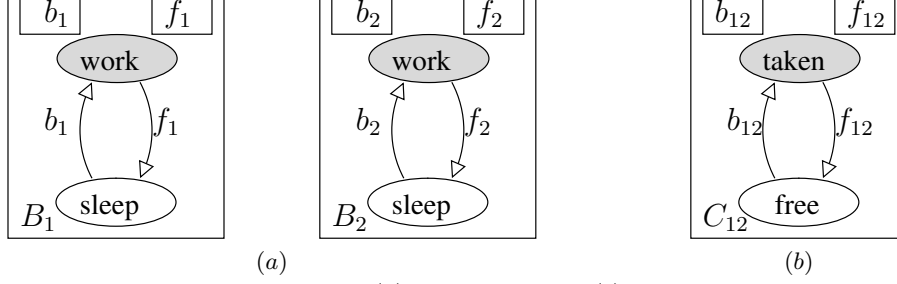 b₁ f₁ b₂ f₂ b₁₂ f₁₂
work work taken
b₁ f₁ b₂ f₂ b₁₂ f₁₂
B₁ sleep B₂ sleep C₁₂ free
(a) (b)